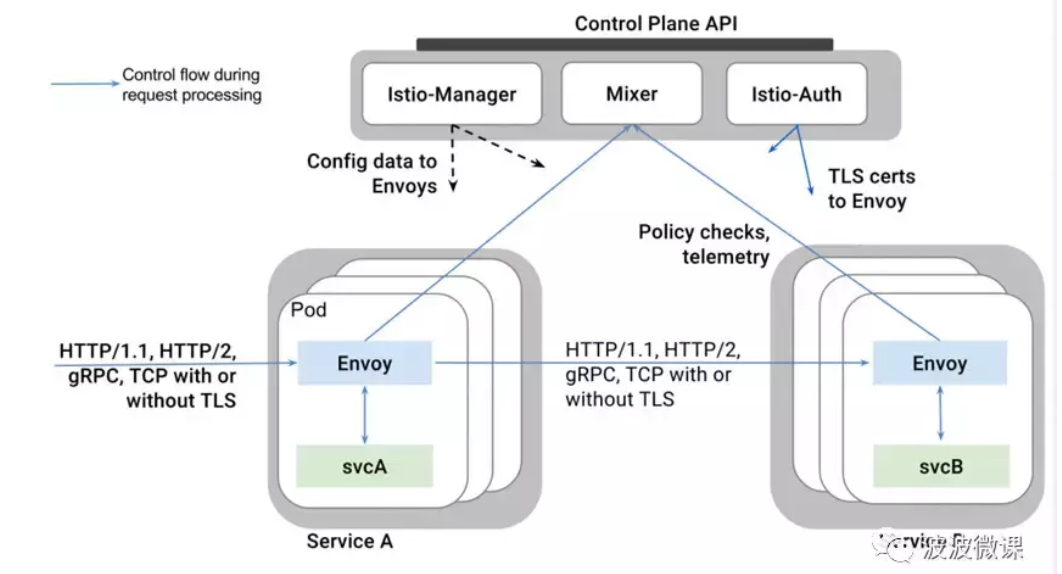 Control Plane API
Control flow during
request processing
Istio-Manager
Mixer
Istio-Auth
Config data to
Envoys
TLS certs
to Envoy
Policy checks,
telemetry
Pod
HTTP/1.1, HTTP/2,
gRPC, TCP with or
without TLS
Envoy
HTTP/1.1, HTTP/2,
gRPC, TCP with or
without TLS
Envoy
svcA
svcB
Service A
波波微课